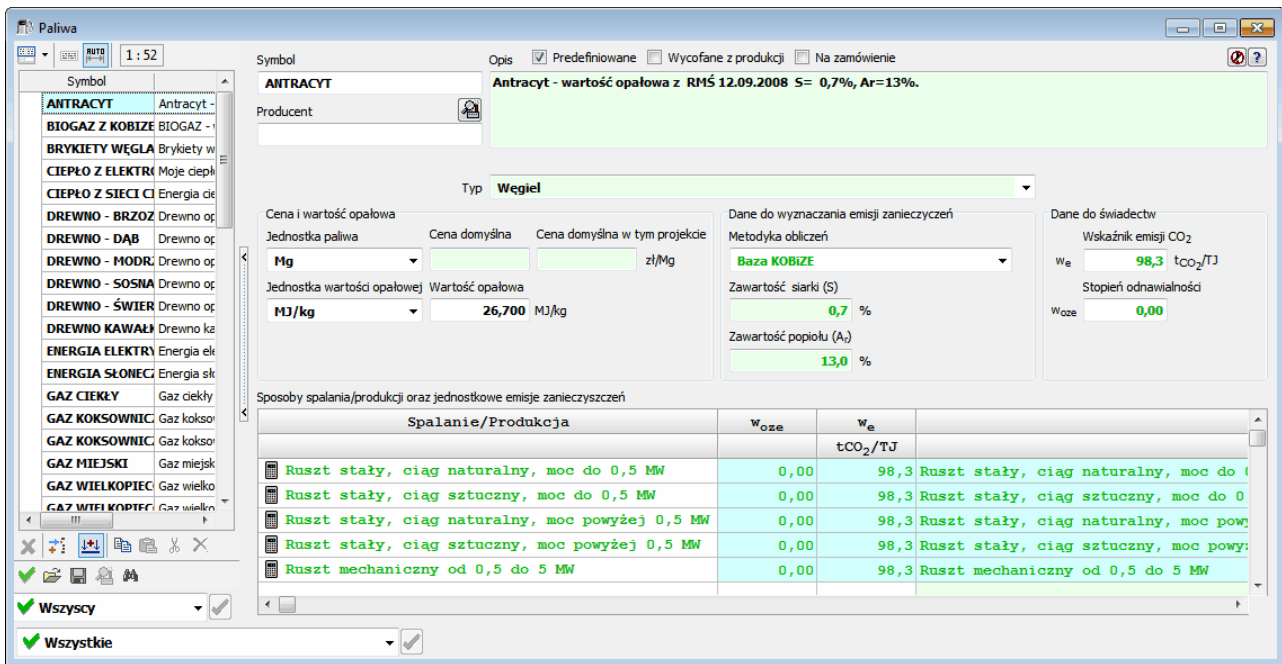 Paliwa
AUTO 1 : 52
Symbol
ANTRACYT Antracyt -
BIOGAZ Z KOBIZE BIOGAZ -
BRYKIETY WĘGLA Brykiety w
CIEPŁO Z ELEKTR Moje ciepł
CIEPŁO Z SIECI CI Energia cie
DREWNO - BRZOZ Drewno op
DREWNO - DĄB Drewno op
DREWNO - MODR Drewno op
DREWNO - SOSNA Drewno op
DREWNO - ŚWIER Drewno op
DREWNO KAWAŁ Drewno ka
ENERGIA ELEKTRY Energia ele
ENERGIA SŁONEC Energia sło
GAZ CIEKŁY Gaz ciekły
GAZ KOKSOWNIC Gaz kokso
GAZ KOKSOWNIC Gaz kokso
GAZ MIEJSKI Gaz miejsk
GAZ WIELKOPIEC Gaz wielko
GAZ WIELKOPIEC Gaz wielko
Wszyscy
Wszystkie
Symbol
ANTRACYT
Producent
Opis Predefiniowane Wycofane z produkcji Na zamówienie
Antracyt - wartość opałowa z RMŚ 12.09.2008 S= 0,7%, Ar=13%.
Typ Węgiel
Cena i wartość opałowa
Jednostka paliwa Cena domyślna Cena domyślna w tym projekcie
Mg zł/Mg
Jednostka wartości opałowej Wartość opałowa
MJ/kg 26,700 MJ/kg
Dane do wyznaczania emisji zanieczyzczeń
Metodyka obliczeń
Baza KOBiZE
Zawartość siarki (S)
0,7 %
Zawartość popiołu (Ar)
13,0 %
Dane do świadectw
Wskaźnik emisji CO2
we 98,3 tCO2/TJ
Stopień odnawialności
woze 0,00
Sposoby spalania/produkcji oraz jednostkowe emisje zanieczyszczeń
Spalanie/Produkcja woze we
tCO2/TJ
Ruszt stały, ciąg naturalny, moc do 0,5 MW 0,00 98,3 Ruszt stały, ciąg naturalny, moc do 0
Ruszt stały, ciąg sztuczny, moc do 0,5 MW 0,00 98,3 Ruszt stały, ciąg sztuczny, moc do 0
Ruszt stały, ciąg naturalny, moc powyżej 0,5 MW 0,00 98,3 Ruszt stały, ciąg naturalny, moc powy
Ruszt stały, ciąg sztuczny, moc powyżej 0,5 MW 0,00 98,3 Ruszt stały, ciąg sztuczny, moc powyż
Ruszt mechaniczny od 0,5 do 5 MW 0,00 98,3 Ruszt mechaniczny od 0,5 do 5 MW